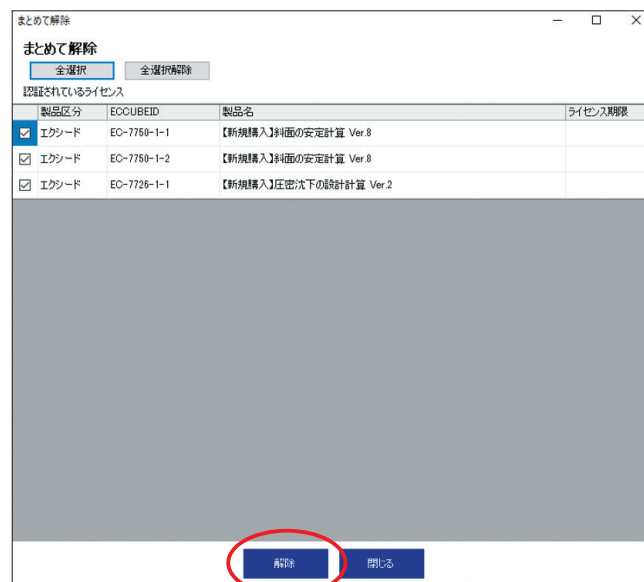 まとめて解除
まとめて解除
全選択 全選択解除
認証されているライセンス
製品区分 ECCUBEID 製品名 ライセンス期限
エクシード EC-7750-1-1 【新規購入】斜面の安定計算 Ver.8
エクシード EC-7750-1-2 【新規購入】斜面の安定計算 Ver.8
エクシード EC-7726-1-1 【新規購入】圧密沈下の設計計算 Ver.2
解除 閉じる